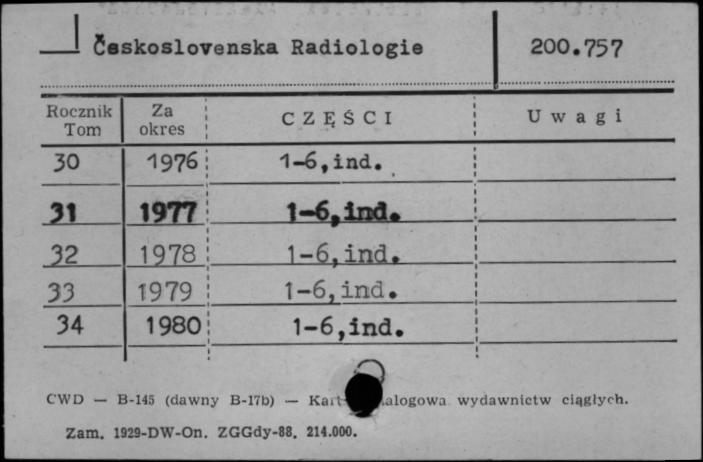 Československa Radiologie 200.757
Rocznik Tom Za okres CZĘŚCI Uwagi
30 1976 1-6,ind.
31 1977 1-6,ind.
32 1978 1-6,ind.
33 1979 1-6,ind.
34 1980 1-6,ind.
CWD — B-145 (dawny B-17b) — wydawnictw ciągłych.
Zam. 1929-DW-On. ZGGdy-88. 214.000.